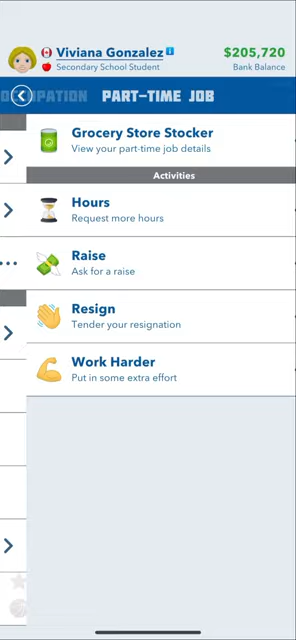 Viviana Gonzalez
$205,720
Secondary School Student
Bank Balance
OCCUPATION
PART-TIME JOB
Grocery Store Stocker
View your part-time job details
Activities
Hours
Request more hours
Raise
Ask for a raise
Resign
Tender your resignation
Work Harder
Put in some extra effort